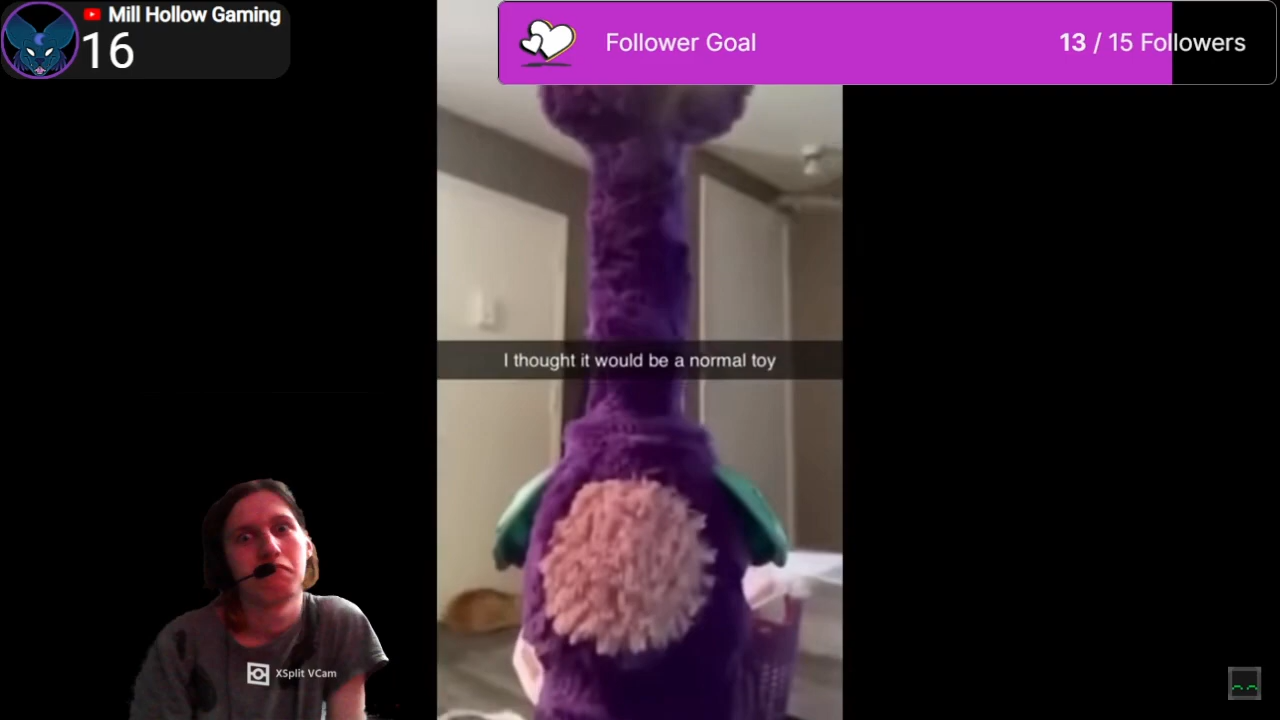 Mill Hollow Gaming
16
Follower Goal
13 / 15 Followers
I thought it would be a normal toy
XSplit VCam